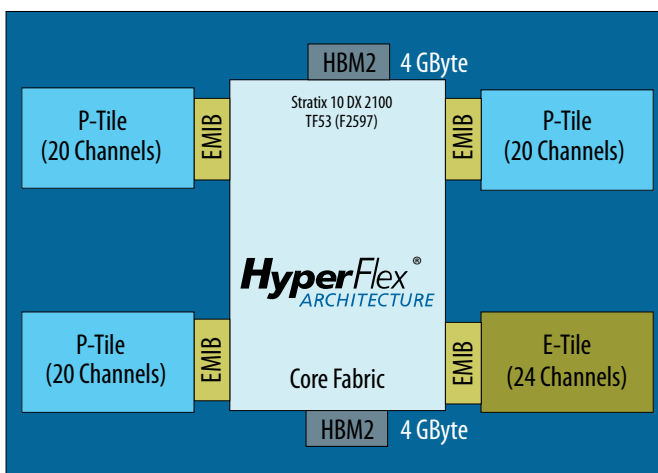 HBM2 4 GByte
Stratix 10 DX 2100
TF53 (F2597)
P-Tile
(20 Channels)
EMIB
EMIB
P-Tile
(20 Channels)
HyperFlex®
ARCHITECTURE
P-Tile
(20 Channels)
EMIB
Core Fabric
EMIB
E-Tile
(24 Channels)
HBM2 4 GByte